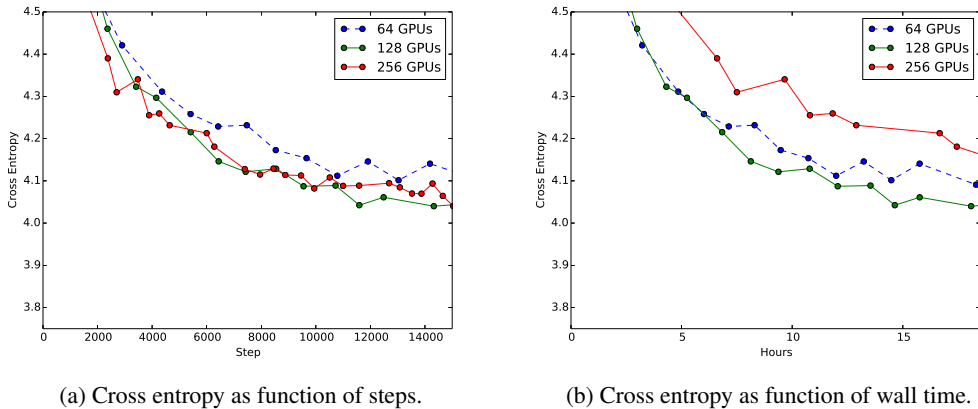 4.5
4.4
4.3
4.2
4.1
4.0
3.9
3.8
Cross Entropy
0
2000
4000
6000
8000
10000
12000
14000
Step
64 GPUs
128 GPUs
256 GPUs
(a) Cross entropy as function of steps.
4.5
4.4
4.3
4.2
4.1
4.0
3.9
3.8
Cross Entropy
0
5
10
15
Hours
64 GPUs
128 GPUs
256 GPUs
(b) Cross entropy as function of wall time.